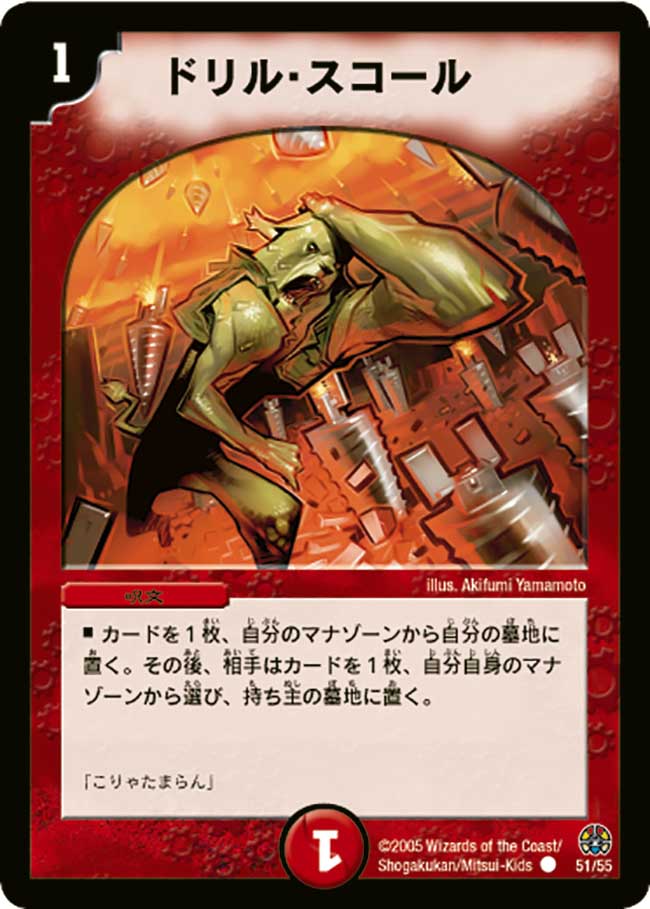 1
ドリル・スコール
illus. Akifumi Yamamoto
呪文
■ カードを1枚、自分のマナゾーンから自分の墓地に
置く。その後、相手はカードを1枚、自分自身のマナ
ゾーンから選び、持ち主の墓地に置く。
「こりゃたまらん」
1
©2005 Wizards of the Coast/
Shogakukan/Mitsui-Kids
51/55